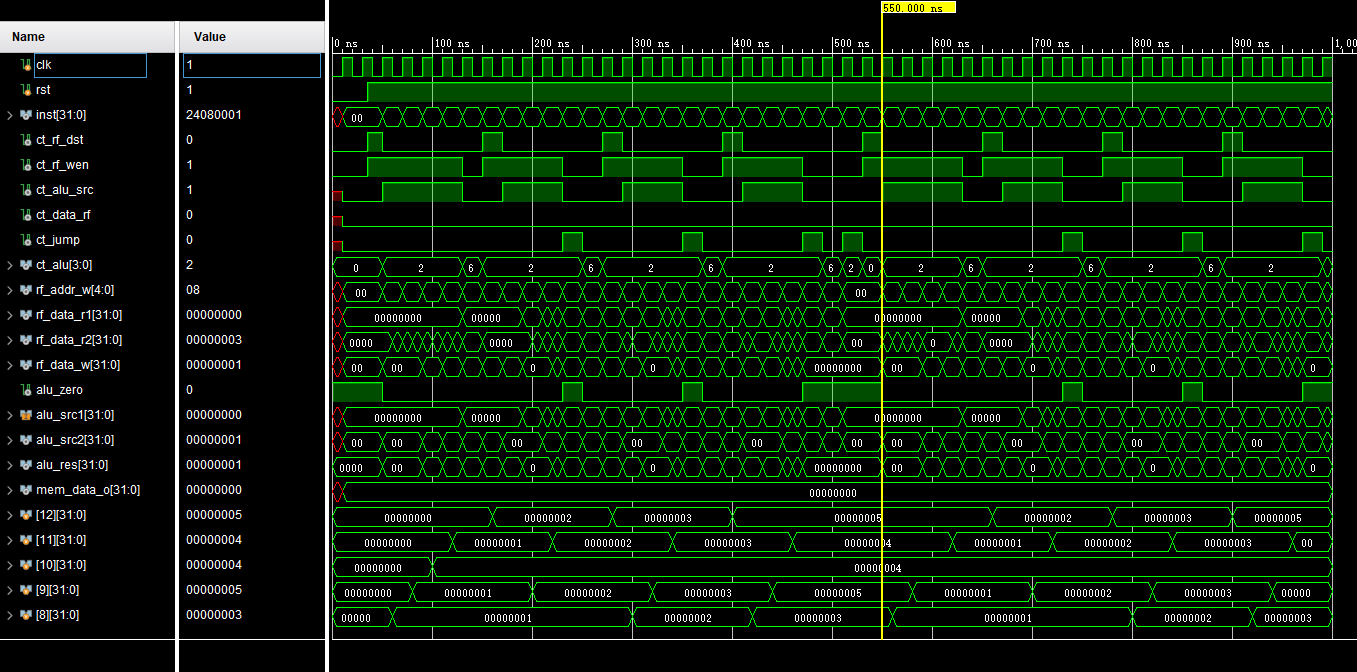 550.000 ns
Name Value
0 ns 100 ns 200 ns 300 ns 400 ns 500 ns 600 ns 700 ns 800 ns 900 ns 1,00
clk 1
rst 1
inst[31:0] 24080001 00
ct_rf_dst 0
ct_rf_wen 1
ct_alu_src 1
ct_data_rf 0
ct_jump 0
ct_alu[3:0] 2 0 2 6 2 6 2 6 2 6 2 0 2 6 2 6 2 6 2
rf_addr_w[4:0] 08 00 00
rf_data_r1[31:0] 00000000 00000000 00000 00000000 00000
rf_data_r2[31:0] 00000003 0000 0000 00 0 0000
rf_data_w[31:0] 00000001 00 00 0 0 00000000 00 0 0 0
alu_zero 0
alu_src1[31:0] 00000000 00000000 00000 00000000 00000
alu_src2[31:0] 00000001 00 00 00 00 00 00 00 00 00 00
alu_res[31:0] 00000001 0000 00 0 0 00000000 00 0 0 0
mem_data_o[31:0] 00000000 00000000
[12][31:0] 00000005 00000000 00000002 00000003 00000005 00000002 00000003 00000005
[11][31:0] 00000004 00000000 00000001 00000002 00000003 00000004 00000001 00000002 00000003 00
[10][31:0] 00000004 00000000 00000004
[9][31:0] 00000005 00000000 00000001 00000002 00000003 00000005 00000001 00000002 00000003 00000
[8][31:0] 00000003 00000 00000001 00000002 00000003 00000001 00000002 00000003